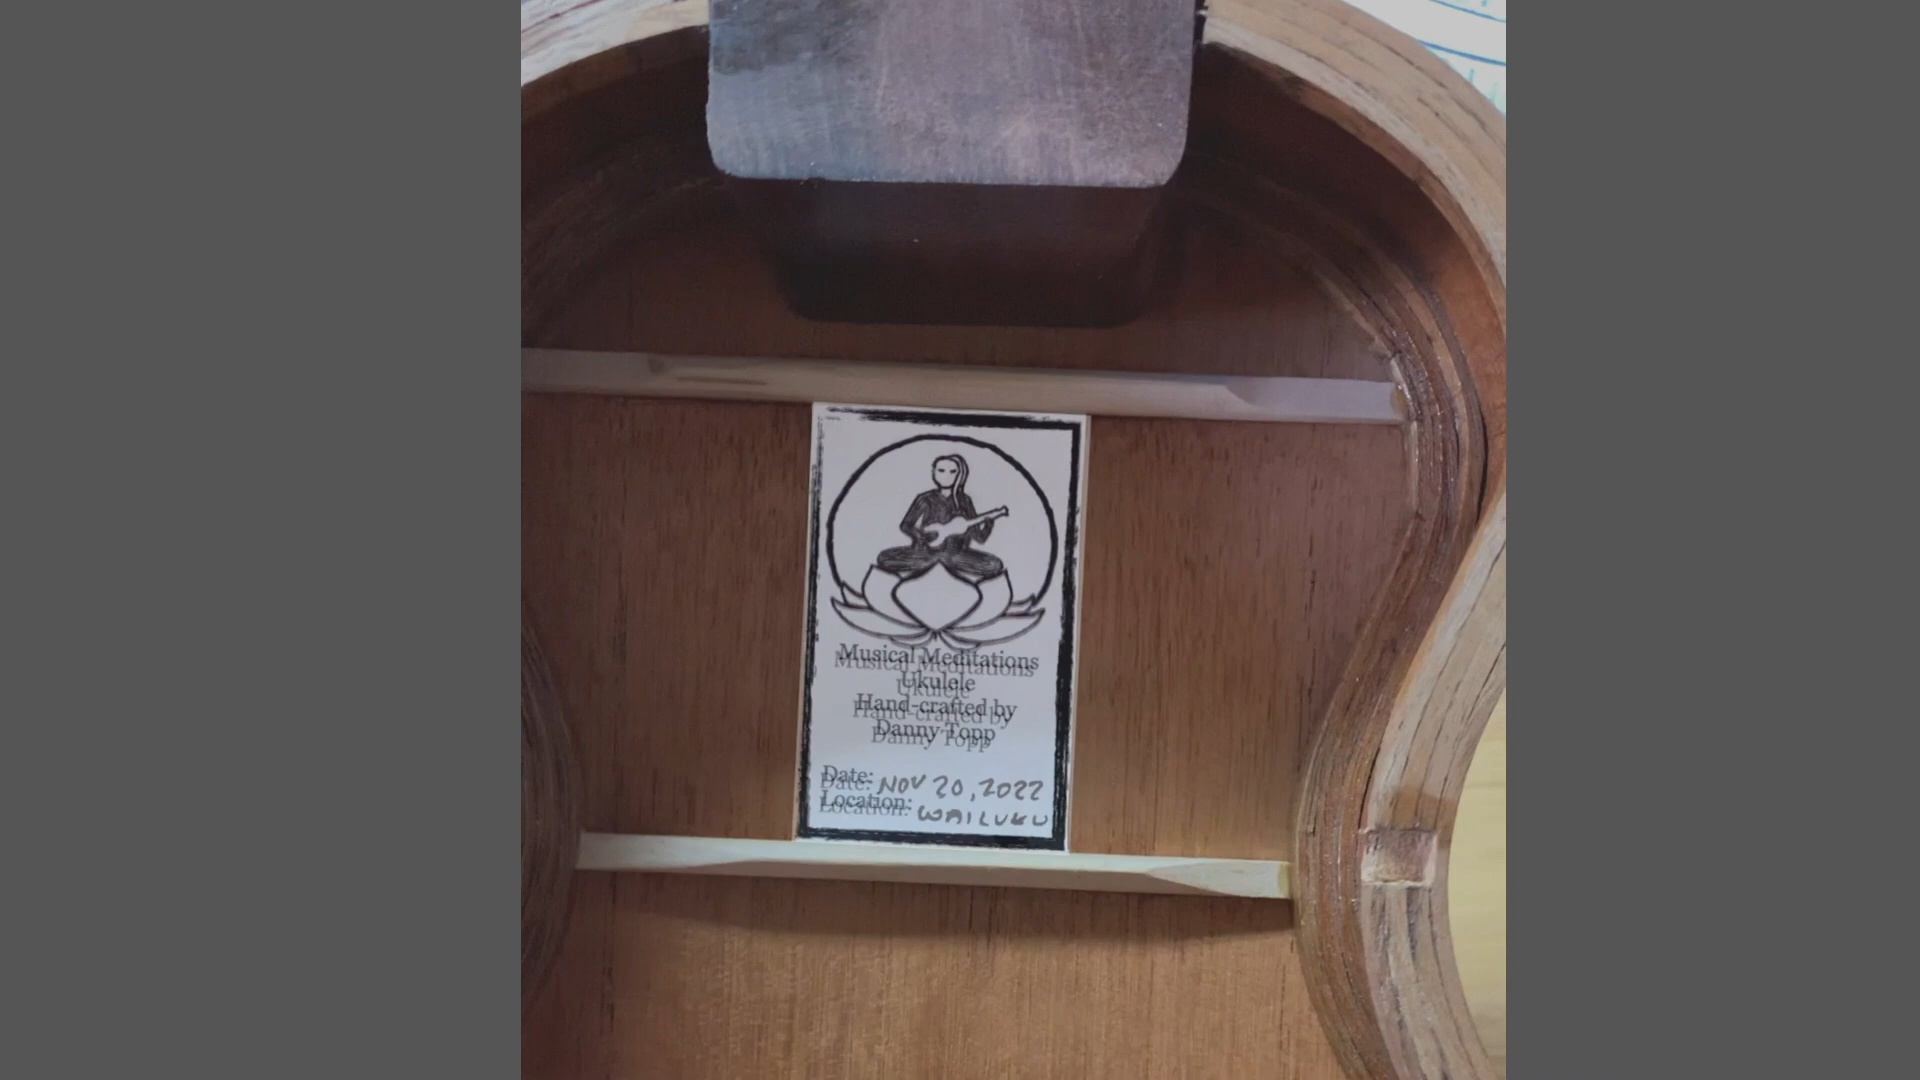 Musical Meditations
Ukulele
Hand-crafted by
Danny Topp
Date: NOV 20, 2022
Location: WAILUKU